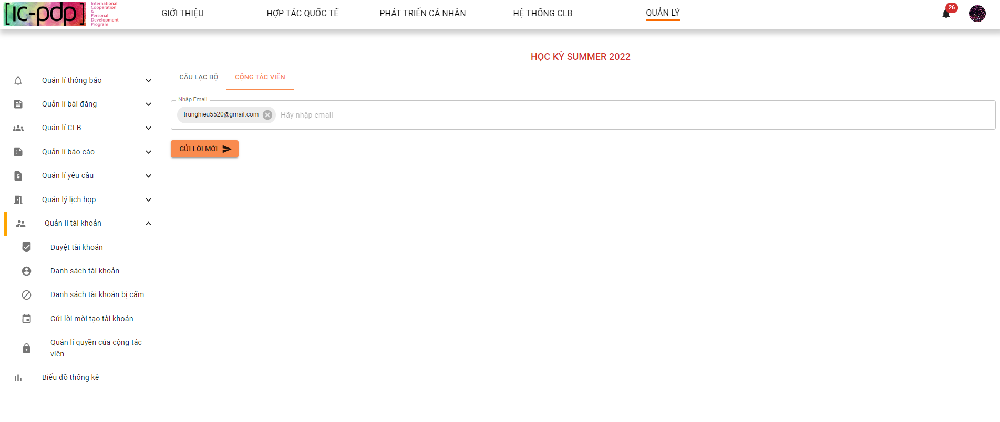 [ic-pdp]
International
Cooperation
&
Personal
Development
Program
GIỚI THIỆU
HỢP TÁC QUỐC TẾ
PHÁT TRIỂN CÁ NHÂN
HỆ THỐNG CLB
QUẢN LÝ
26
HỌC KỲ SUMMER 2022
Quản lí thông báo
Quản lí bài đăng
Quản lí CLB
Quản lí báo cáo
Quản lí yêu cầu
Quản lý lịch họp
Quản lí tài khoản
Duyệt tài khoản
Danh sách tài khoản
Danh sách tài khoản bị cấm
Gửi lời mời tạo tài khoản
Quản lí quyền của cộng tác
viên
Biểu đồ thống kê
CÂU LẠC BỘ
CỘNG TÁC VIÊN
Nhập Email
trunghieu5520@gmail.com
Hãy nhập email
GỬI LỜI MỜI